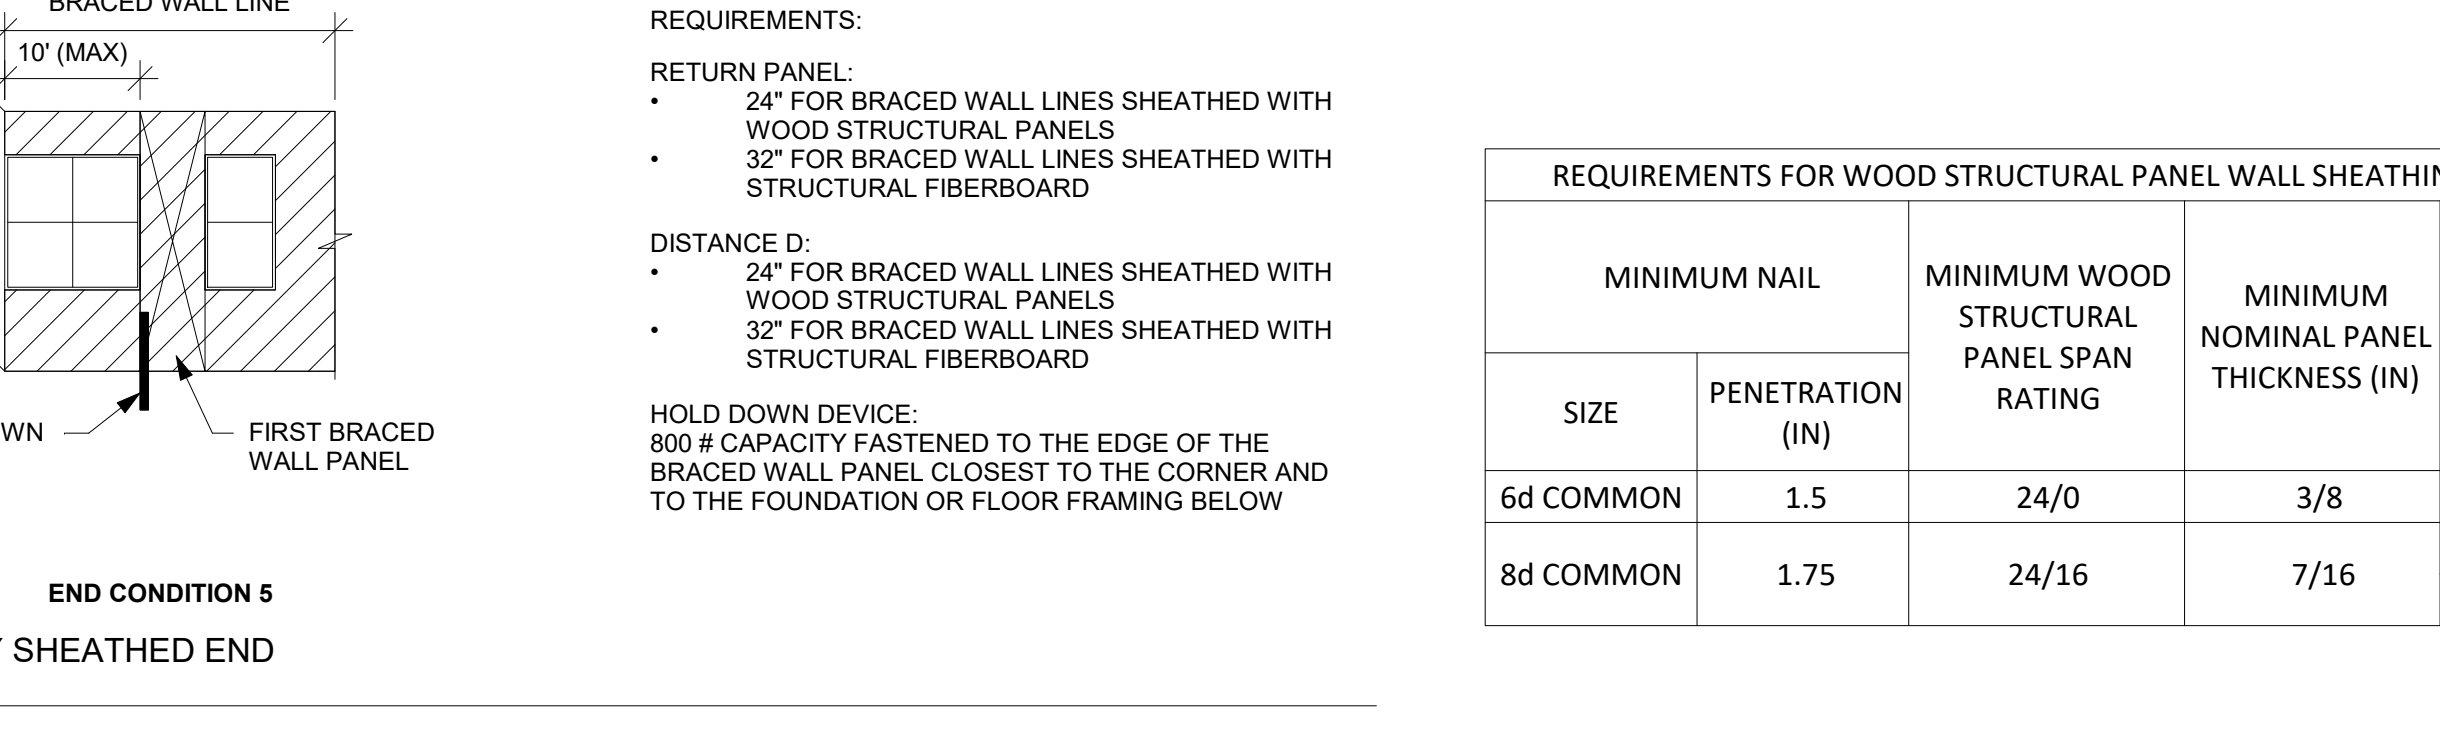 BRACED WALL LINE
10' (MAX)
WN
FIRST BRACED
WALL PANEL
END CONDITION 5
SHEATHED END
REQUIREMENTS:
RETURN PANEL:
• 24" FOR BRACED WALL LINES SHEATHED WITH
WOOD STRUCTURAL PANELS
• 32" FOR BRACED WALL LINES SHEATHED WITH
STRUCTURAL FIBERBOARD
DISTANCE D:
• 24" FOR BRACED WALL LINES SHEATHED WITH
WOOD STRUCTURAL PANELS
• 32" FOR BRACED WALL LINES SHEATHED WITH
STRUCTURAL FIBERBOARD
HOLD DOWN DEVICE:
800 # CAPACITY FASTENED TO THE EDGE OF THE
BRACED WALL PANEL CLOSEST TO THE CORNER AND
TO THE FOUNDATION OR FLOOR FRAMING BELOW
REQUIREMENTS FOR WOOD STRUCTURAL PANEL WALL SHEATHIN
MINIMUM NAIL
MINIMUM WOOD
STRUCTURAL
PANEL SPAN
RATING
MINIMUM
NOMINAL PANEL
THICKNESS (IN)
SIZE
PENETRATION
(IN)
6d COMMON 1.5 24/0 3/8
8d COMMON 1.75 24/16 7/16